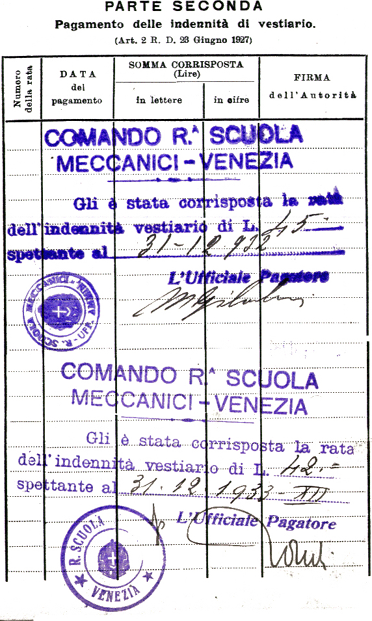 PARTE SECONDA
Pagamento delle indennità di vestiario.
(Art. 2 R. D. 23 Giugno 1927)
Numero della rata
DATA del pagamento
SOMMA CORRISPOSTA (Lire)
in lettere
in cifre
FIRMA dell'Autorità
COMANDO R.ᴬ SCUOLA
MECCANICI - VENEZIA
Gli è stata corrisposta la rata
dell'indennità vestiario di L. 45.-
spettante al 31-12-932
L'Ufficiale Pagatore
R. SCUOLA MECCANICI
COMANDO R.ᴬ SCUOLA
MECCANICI - VENEZIA
Gli è stata corrisposta la rata
dell'indennità vestiario di L. 42.=
spettante al 31.12.1933-XII
L'Ufficiale Pagatore
R. SCUOLA
VENEZIA